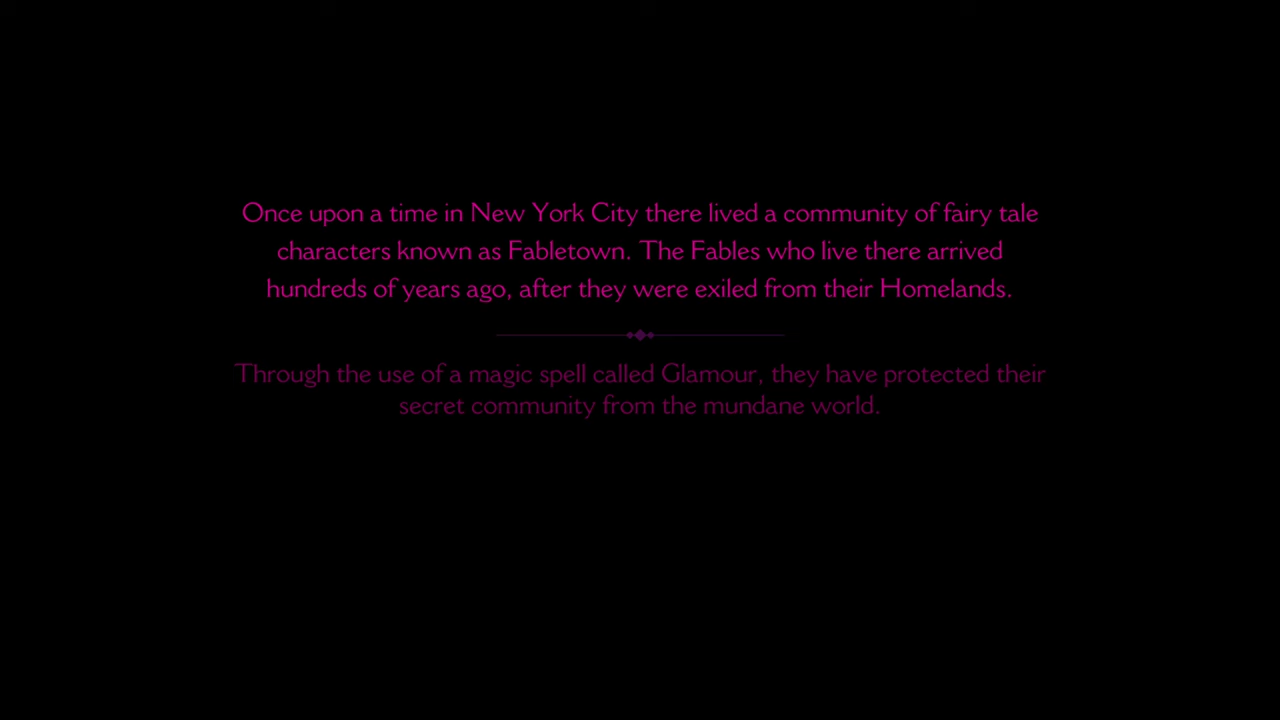 Once upon a time in New York City there lived a community of fairy tale
characters known as Fabletown. The Fables who live there arrived
hundreds of years ago, after they were exiled from their Homelands.
Through the use of a magic spell called Glamour, they have protected their
secret community from the mundane world.